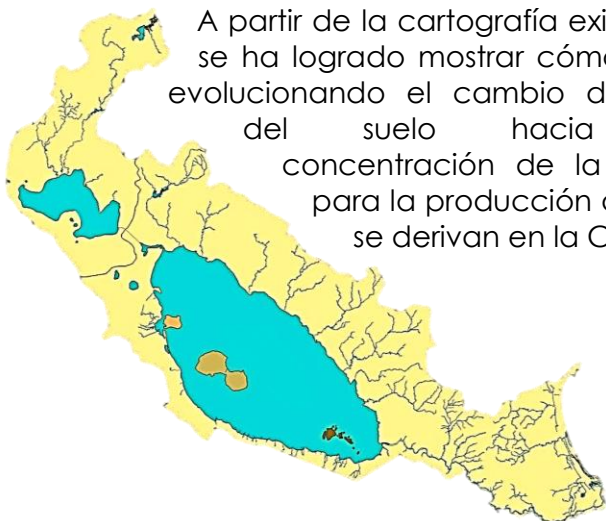 A partir de la cartografía exi
se ha logrado mostrar cómo
evolucionando el cambio d
del suelo hacia
concentración de la
para la producción
se derivan en la